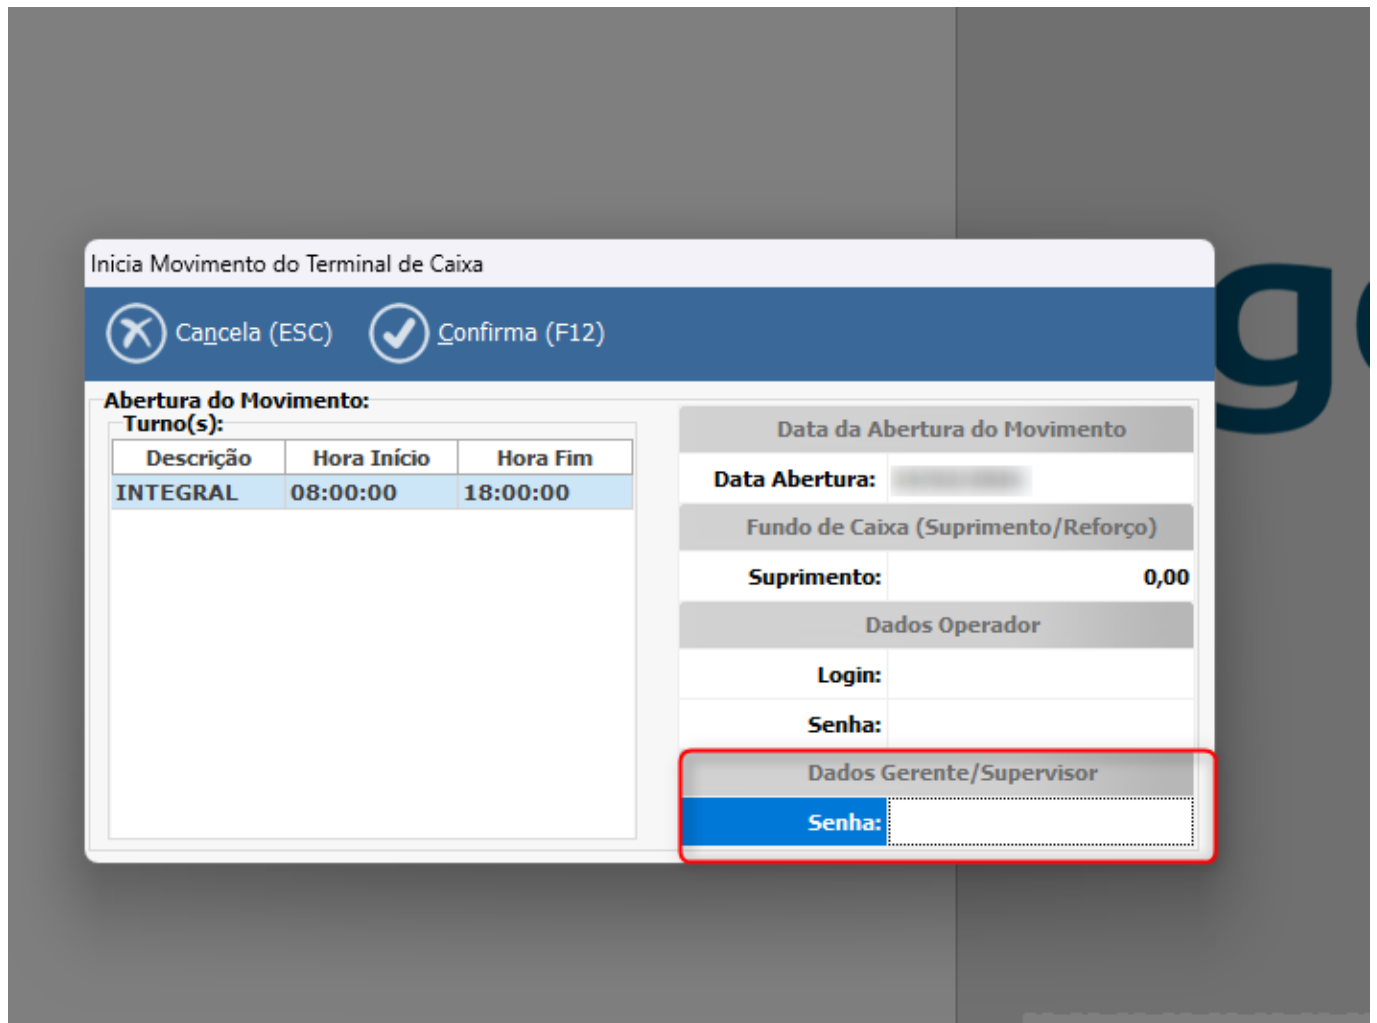 Inicia Movimento do Terminal de Caixa
Cancela (ESC) Confirma (F12)
Abertura do Movimento:
Turno(s):
Descrição Hora Início Hora Fim
INTEGRAL 08:00:00 18:00:00
Data da Abertura do Movimento
Data Abertura:
Fundo de Caixa (Suprimento/Reforço)
Suprimento: 0,00
Dados Operador
Login:
Senha:
Dados Gerente/Supervisor
Senha:
g